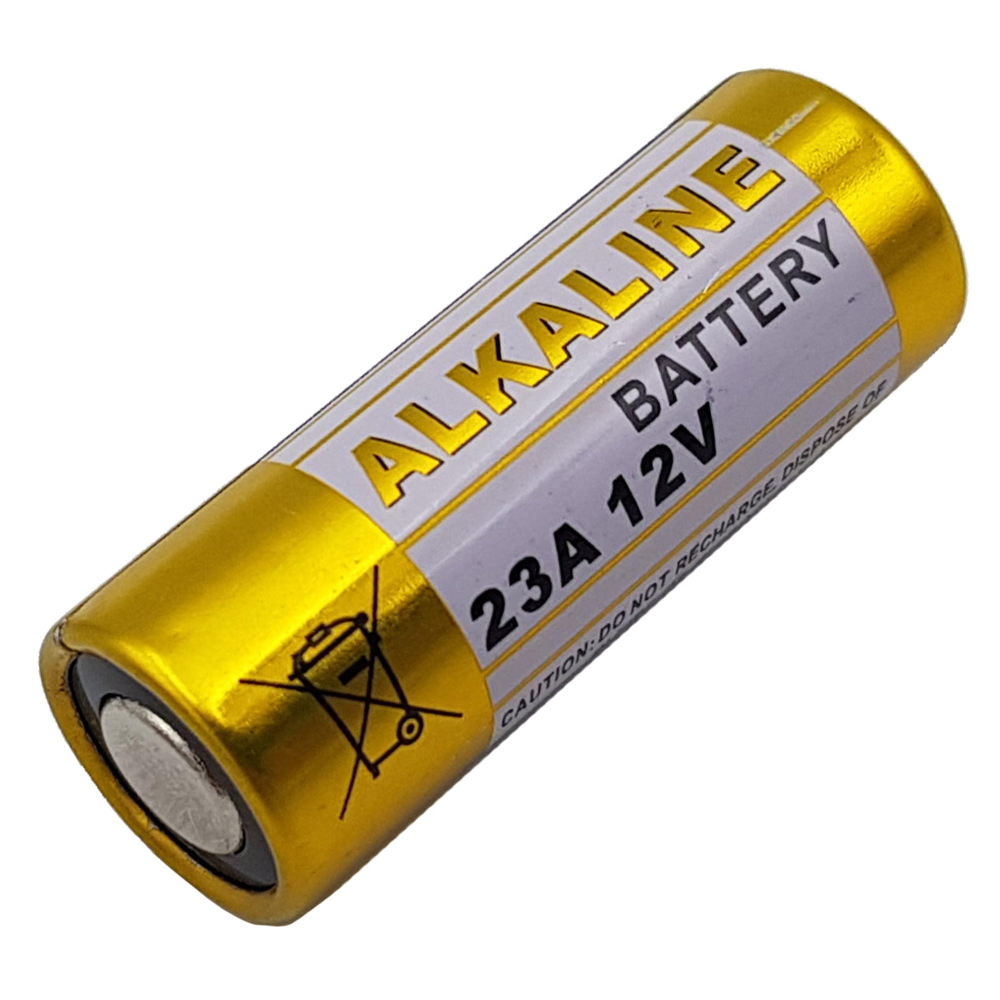 ALKALINE
BATTERY
23A 12V
CAUTION: DO NOT RECHARGE. DISPOSE OF